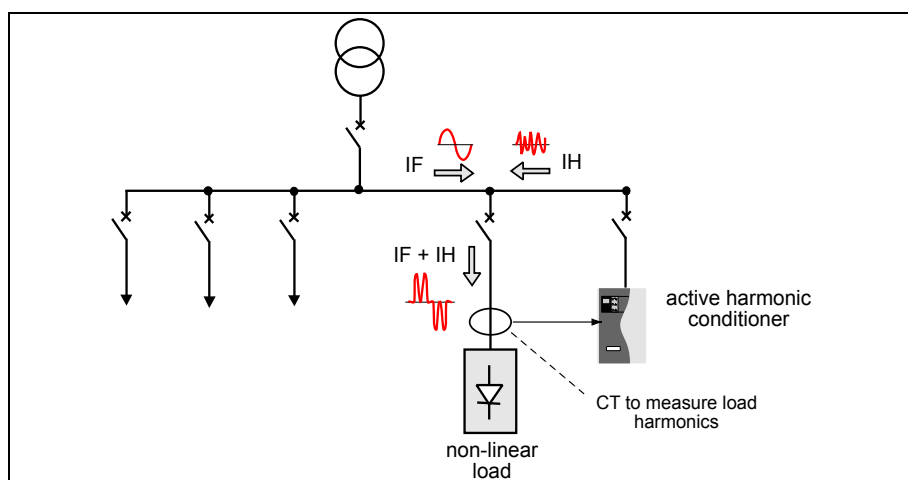 IF
IH
IF + IH
active harmonic
conditioner
CT to measure load
harmonics
non-linear
load